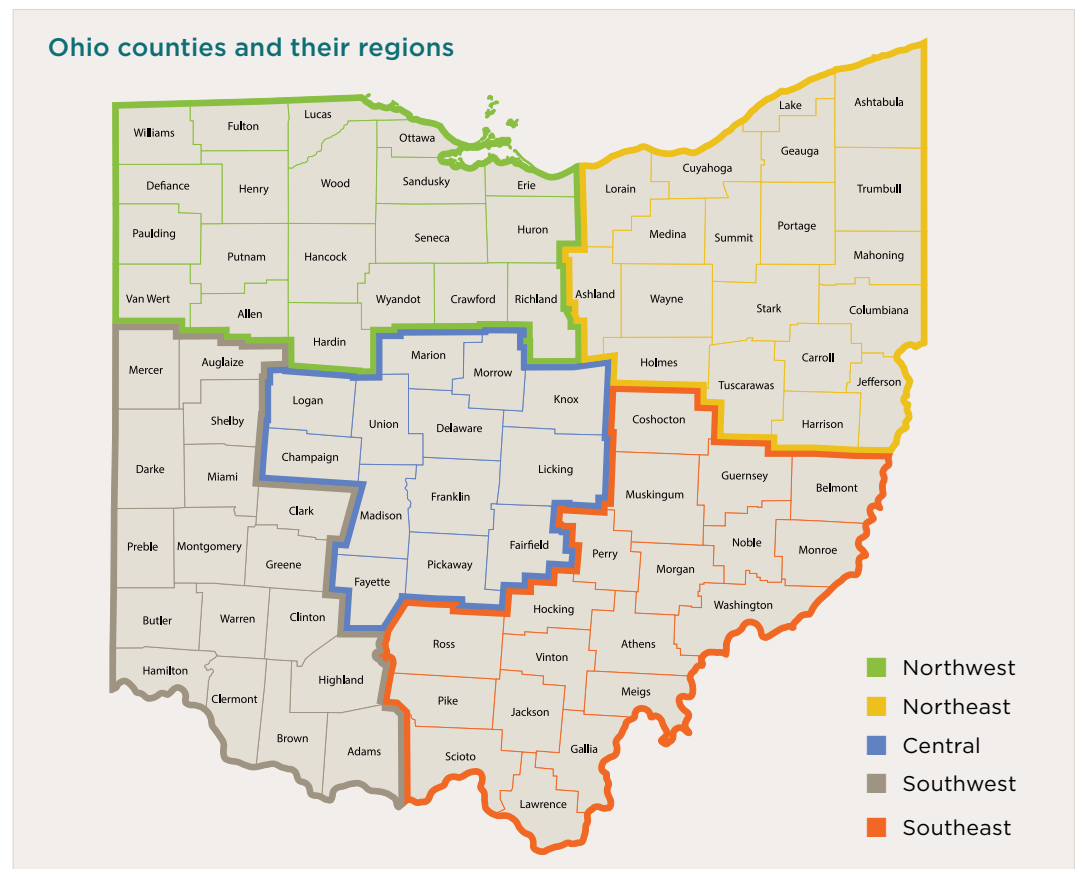 Ohio counties and their regions
Williams
Fulton
Lucas
Ottawa
Defiance
Henry
Wood
Sandusky
Erie
Paulding
Putnam
Hancock
Seneca
Huron
Van Wert
Allen
Hardin
Wyandot
Crawford
Richland
Lake
Ashtabula
Geauga
Cuyahoga
Lorain
Trumbull
Medina
Summit
Portage
Mahoning
Ashland
Wayne
Stark
Columbiana
Holmes
Tuscarawas
Carroll
Jefferson
Harrison
Marion
Morrow
Logan
Union
Delaware
Knox
Champaign
Licking
Madison
Franklin
Fairfield
Fayette
Pickaway
Mercer
Auglaize
Shelby
Darke
Miami
Clark
Preble
Montgomery
Greene
Butler
Warren
Clinton
Hamilton
Clermont
Highland
Brown
Adams
Coshocton
Guernsey
Belmont
Muskingum
Noble
Monroe
Perry
Morgan
Washington
Hocking
Athens
Ross
Vinton
Meigs
Pike
Jackson
Gallia
Scioto
Lawrence
Northwest
Northeast
Central
Southwest
Southeast